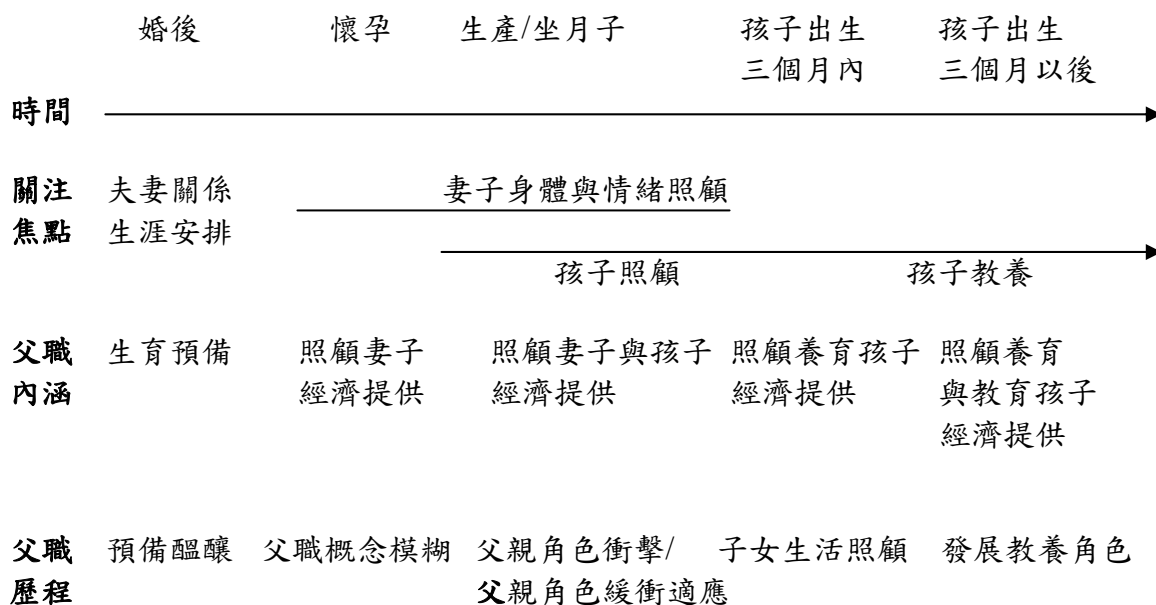 婚後 懷孕 生產/坐月子 孩子出生 孩子出生
三個月內 三個月以後
時間
關注 夫妻關係 妻子身體與情緒照顧
焦點 生涯安排
孩子照顧 孩子教養
父職 生育預備 照顧妻子 照顧妻子與孩子 照顧養育孩子 照顧養育
內涵 經濟提供 經濟提供 經濟提供 與教育孩子
經濟提供
父職 預備醞釀 父職概念模糊 父親角色衝擊/ 子女生活照顧 發展教養角色
歷程 父親角色緩衝適應